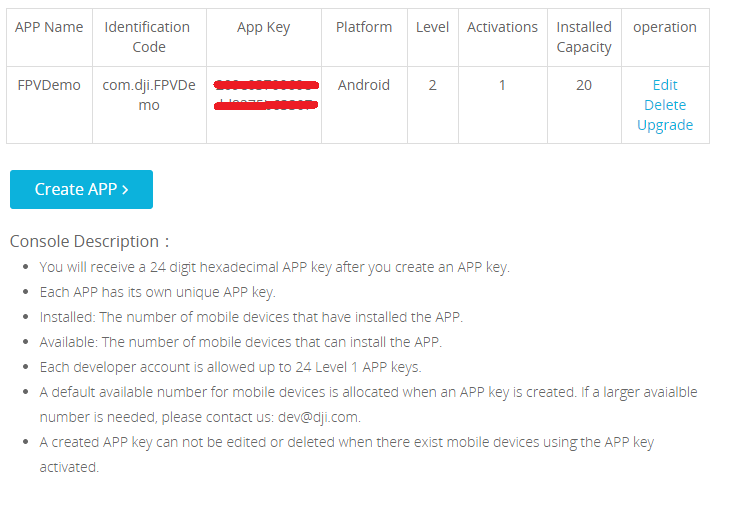 APP Name Identification Code App Key Platform Level Activations Installed Capacity operation
FPVDemo com.dji.FPVDe
mo Android 2 1 20 Edit
Delete
Upgrade
Create APP >
Console Description：
• You will receive a 24 digit hexadecimal APP key after you create an APP key.
• Each APP has its own unique APP key.
• Installed: The number of mobile devices that have installed the APP.
• Available: The number of mobile devices that can install the APP.
• Each developer account is allowed up to 24 Level 1 APP keys.
• A default available number for mobile devices is allocated when an APP key is created. If a larger avaialble
number is needed, please contact us: dev@dji.com.
• A created APP key can not be edited or deleted when there exist mobile devices using the APP key
activated.